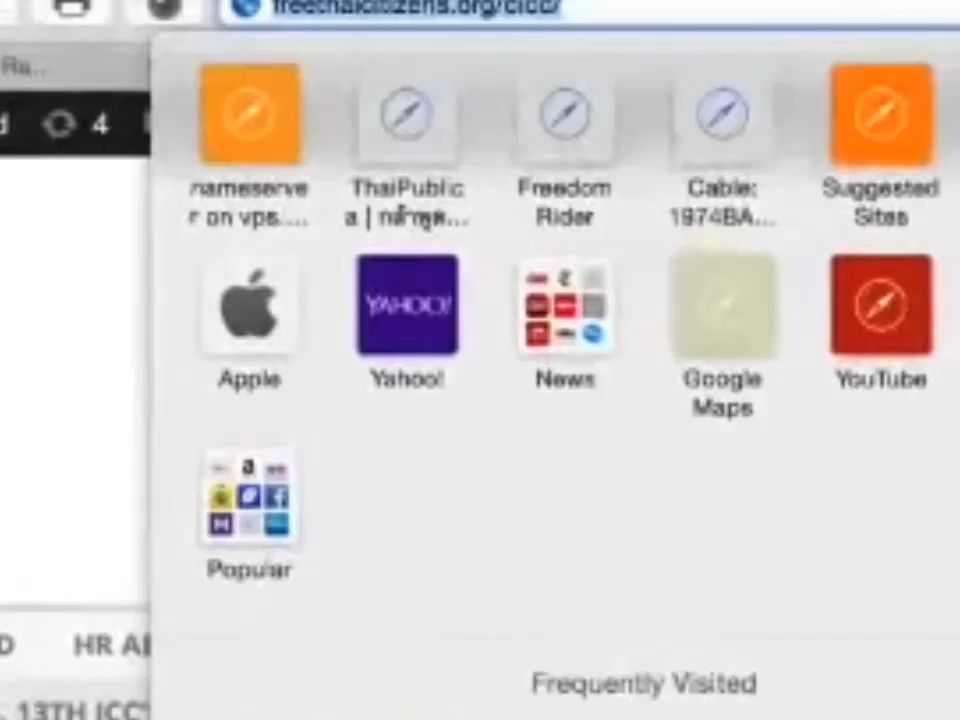 freethaicitizens.org/cicc/
Ra...
d 4
nameserve
r on vps....
ThaiPublic
a | กล้าพูด...
Freedom
Rider
Cable:
1974BA...
Suggested
Sites
YAHOO!
Apple
Yahoo!
News
Google
Maps
YouTube
a
f
Popular
D HR A
Frequently Visited
13TH ICC